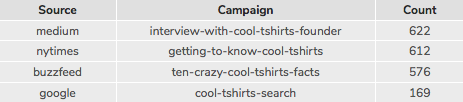 Source Campaign Count
medium interview-with-cool-tshirts-founder 622
nytimes getting-to-know-cool-tshirts 612
buzzfeed ten-crazy-cool-tshirts-facts 576
google cool-tshirts-search 169